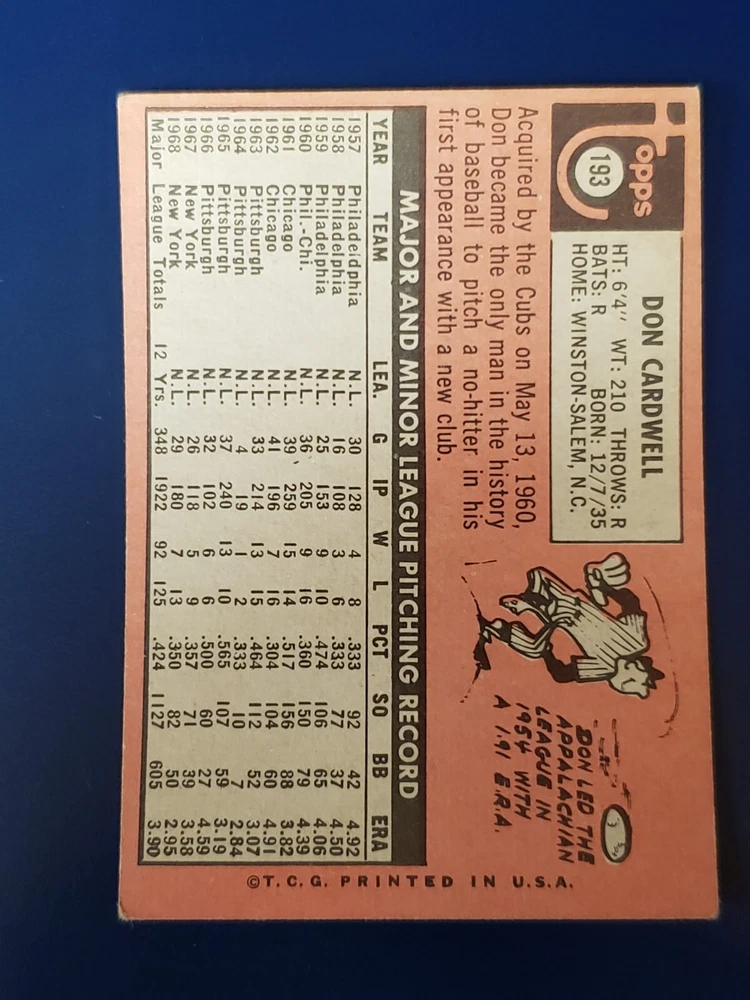 Topps
193
DON CARDWELL
HT: 6'4" WT: 210 THROWS: R
BATS: R BORN: 12/7/35
HOME: WINSTON-SALEM, N.C.
Acquired by the Cubs on May 13, 1960,
Don became the only man in the history
of baseball to pitch a no-hitter in his
first appearance with a new club.
DON LED THE
APPALACHIAN
LEAGUE IN
1954 WITH
A 1.91 E.R.A.
MAJOR AND MINOR LEAGUE PITCHING RECORD
YEAR TEAM LEA. G IP W L PCT SO BB ERA
1957 Philadeldphia N.L. 30 128 4 8 .333 92 42 4.92
1958 Philadelphia N.L. 16 108 3 6 .333 77 37 4.50
1959 Philadelphia N.L. 25 153 9 10 .474 106 65 4.06
1960 Phil.-Chi. N.L. 36 205 9 16 .360 150 79 4.39
1961 Chicago N.L. 39 259 15 14 .517 156 88 3.82
1962 Chicago N.L. 41 196 7 16 .304 104 60 4.91
1963 Pittsburgh N.L. 33 214 13 15 .464 112 52 3.07
1964 Pittsburgh N.L. 4 19 1 2 .333 10 7 2.84
1965 Pittsburgh N.L. 37 240 13 10 .565 107 59 3.19
1966 Pittsburgh N.L. 32 102 6 6 .500 60 27 4.59
1967 New York N.L. 26 118 5 9 .357 71 39 3.58
1968 New York N.L. 29 180 7 13 .350 82 50 2.95
Major League Totals 12 Yrs. 348 1922 92 125 .424 1127 605 3.90
©T.C.G. PRINTED IN U.S.A.